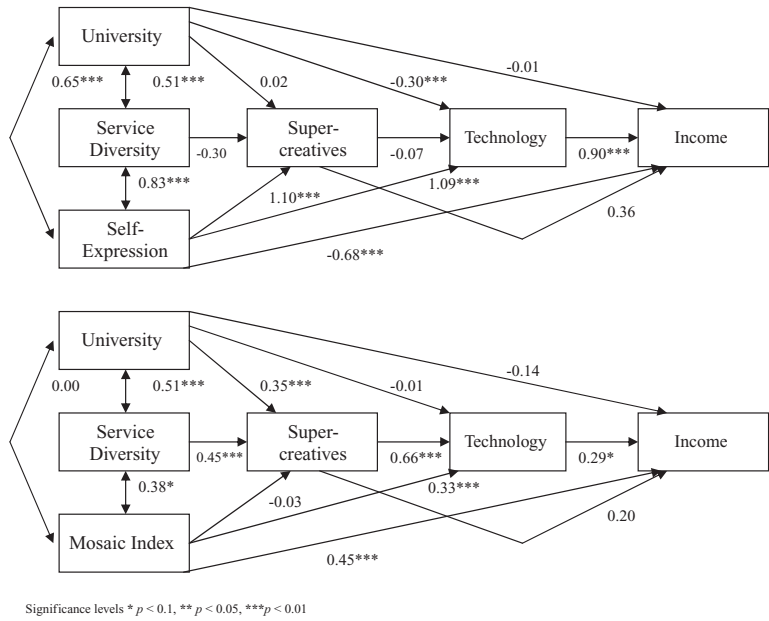 University
-0.01
0.65***
0.51***
0.02
-0.30***
Service
Diversity
-0.30
Super-
creatives
-0.07
Technology
0.90***
Income
0.83***
1.10***
1.09***
0.36
Self-
Expression
-0.68***
University
-0.14
0.00
0.51***
0.35***
-0.01
Service
Diversity
0.45***
Super-
creatives
0.66***
Technology
0.29*
Income
0.38*
-0.03
0.33***
0.20
Mosaic Index
0.45***
Significance levels * p < 0.1, ** p < 0.05, ***p < 0.01